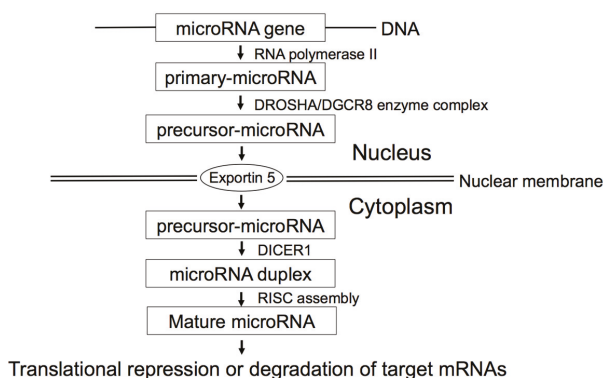 microRNA gene DNA
RNA polymerase II
primary-microRNA
DROSHA/DGCR8 enzyme complex
precursor-microRNA
Nucleus
Exportin 5 Nuclear membrane
Cytoplasm
precursor-microRNA
DICER1
microRNA duplex
RISC assembly
Mature microRNA
Translational repression or degradation of target mRNAs